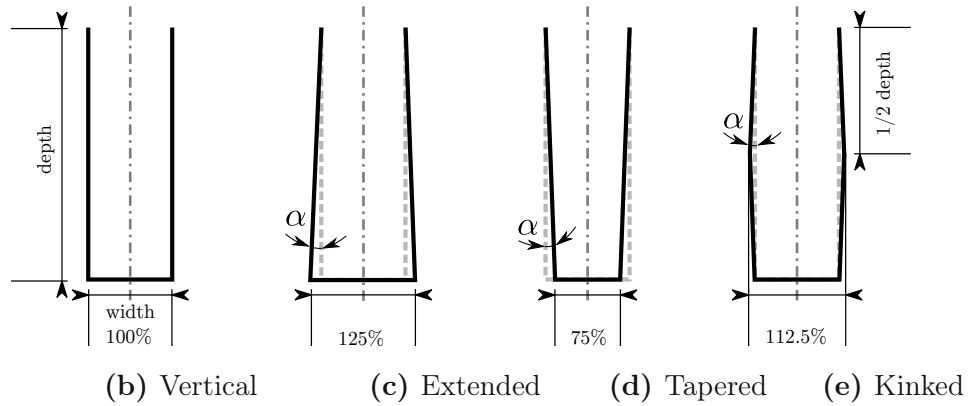 depth
width
100%
α
125%
α
75%
α
1/2 depth
112.5%
(b) Vertical
(c) Extended
(d) Tapered
(e) Kinked